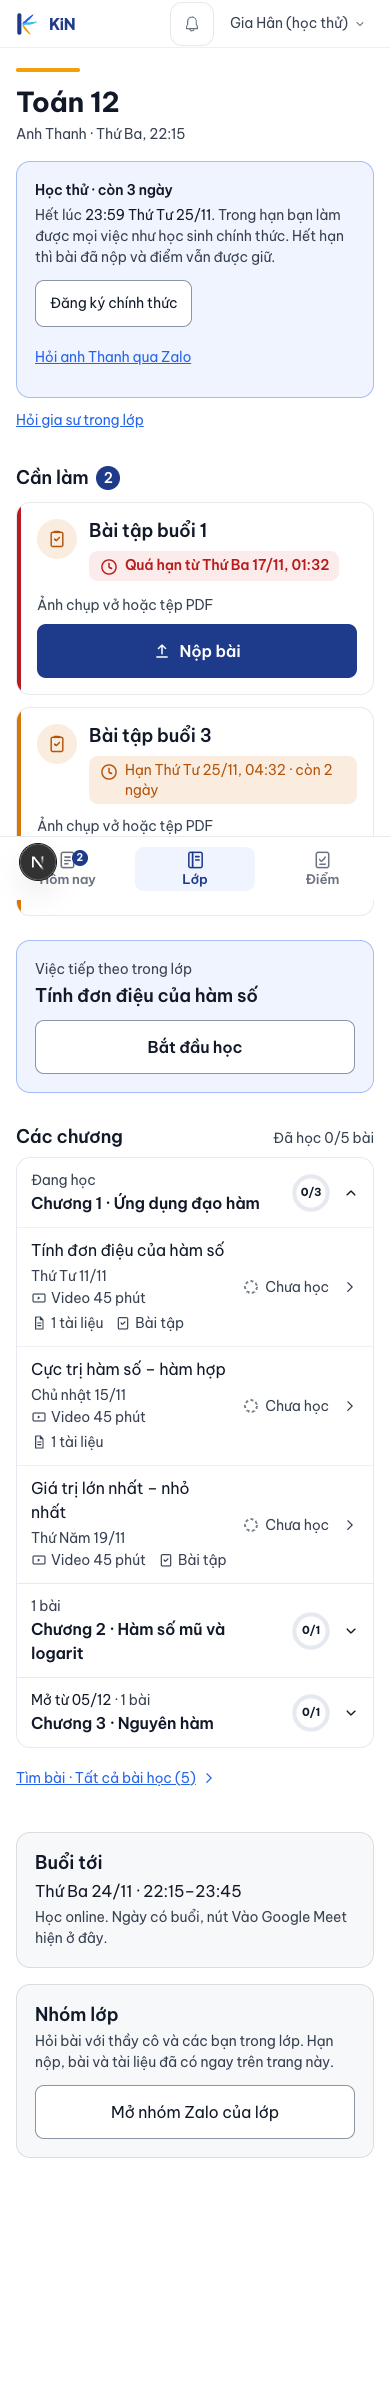 KiN
Gia Hân (học thử)
Toán 12
Anh Thanh · Thứ Ba, 22:15
Học thử · còn 3 ngày
Hết lúc 23:59 Thứ Tư 25/11. Trong hạn bạn làm
được mọi việc như học sinh chính thức. Hết hạn
thì bài đã nộp và điểm vẫn được giữ.
Đăng ký chính thức
Hỏi anh Thanh qua Zalo
Hỏi gia sư trong lớp
Cần làm 2
Bài tập buổi 1
Quá hạn từ Thứ Ba 17/11, 01:32
Ảnh chụp vở hoặc tệp PDF
Nộp bài
Bài tập buổi 3
Hạn Thứ Tư 25/11, 04:32 · còn 2
ngày
Ảnh chụp vở hoặc tệp PDF
N
2
nay
Lớp
Điểm
Việc tiếp theo trong lớp
Tính đơn điệu của hàm số
Bắt đầu học
Các chương
Đã học 0/5 bài
Đang học
Chương 1 · Ứng dụng đạo hàm
0/3
Tính đơn điệu của hàm số
Thứ Tư 11/11
Video 45 phút
1 tài liệu Bài tập
Chưa học
Cực trị hàm số – hàm hợp
Chủ nhật 15/11
Video 45 phút
1 tài liệu
Chưa học
Giá trị lớn nhất – nhỏ
nhất
Thứ Năm 19/11
Video 45 phút Bài tập
Chưa học
1 bài
Chương 2 · Hàm số mũ và
logarit
0/1
Mở từ 05/12 · 1 bài
Chương 3 · Nguyên hàm
0/1
Tìm bài · Tất cả bài học (5)
Buổi tới
Thứ Ba 24/11 · 22:15–23:45
Học online. Ngày có buổi, nút Vào Google Meet
hiện ở đây.
Nhóm lớp
Hỏi bài với thầy cô và các bạn trong lớp. Hạn
nộp, bài và tài liệu đã có ngay trên trang này.
Mở nhóm Zalo của lớp